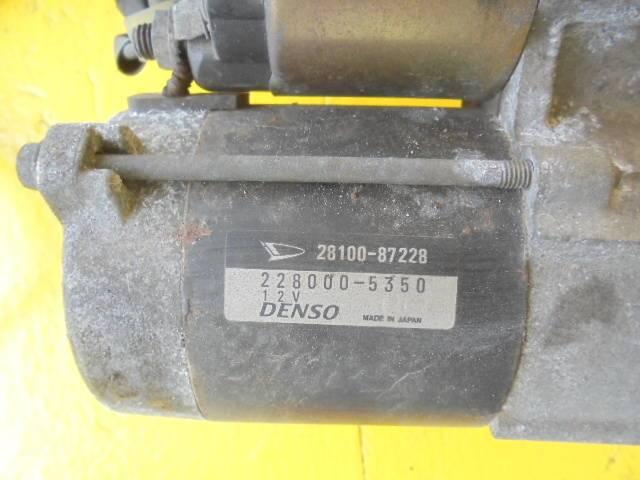 28100-87228
228000-5350
12V
DENSO MADE IN JAPAN